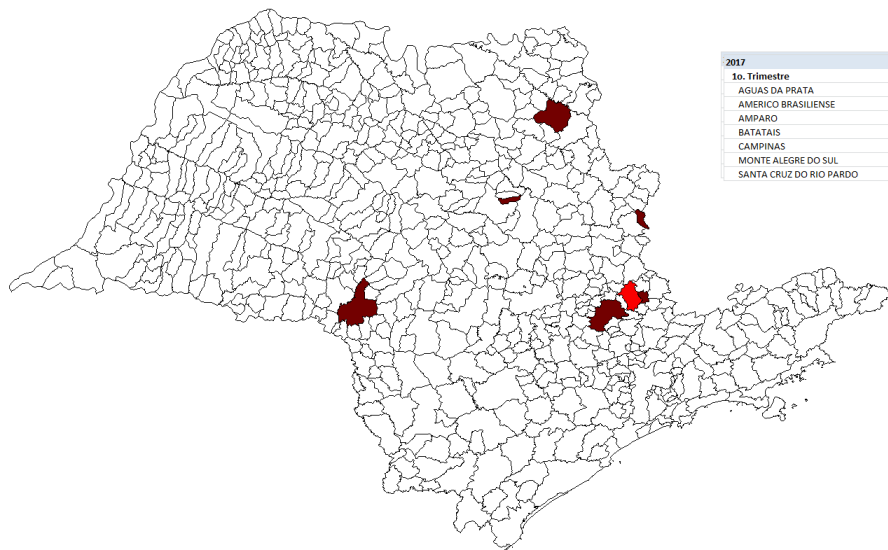 2017
1o. Trimestre
AGUAS DA PRATA
AMERICO BRASILIENSE
AMPARO
BATATAIS
CAMPINAS
MONTE ALEGRE DO SUL
SANTA CRUZ DO RIO PARDO